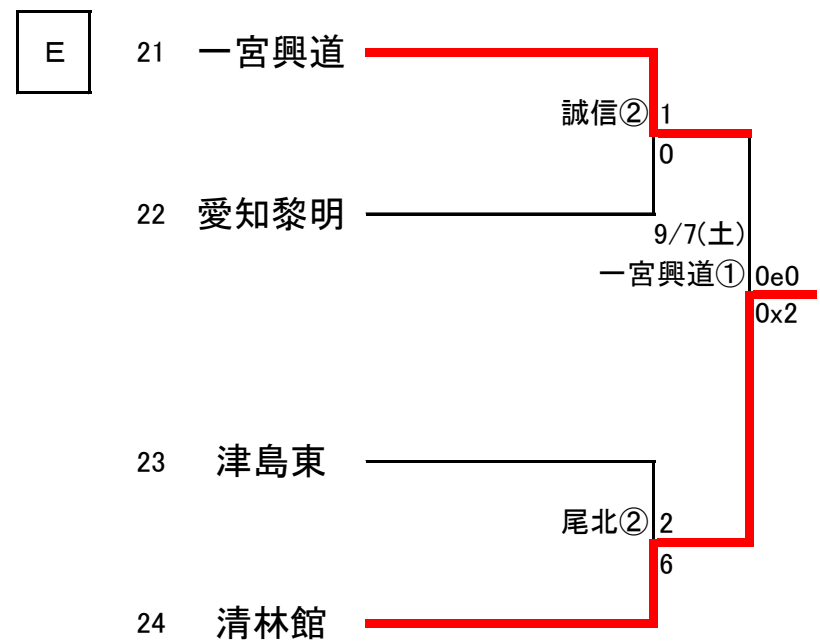 E
21 一宮興道
誠信② 1
0
22 愛知黎明
9/7(土)
一宮興道① 0e0
0x2
23 津島東
尾北② 2
6
24 清林館